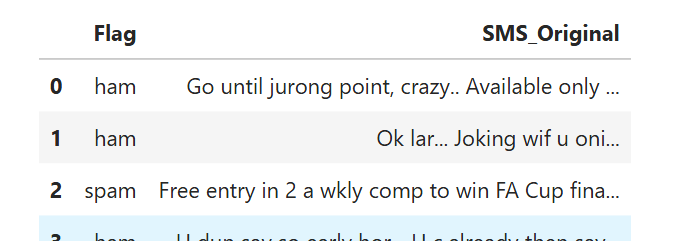 Flag SMS_Original
0 ham Go until jurong point, crazy.. Available only ...
1 ham Ok lar... Joking wif u oni...
2 spam Free entry in 2 a wkly comp to win FA Cup fina...
3 ham U dun say so early hor... U c already then say...